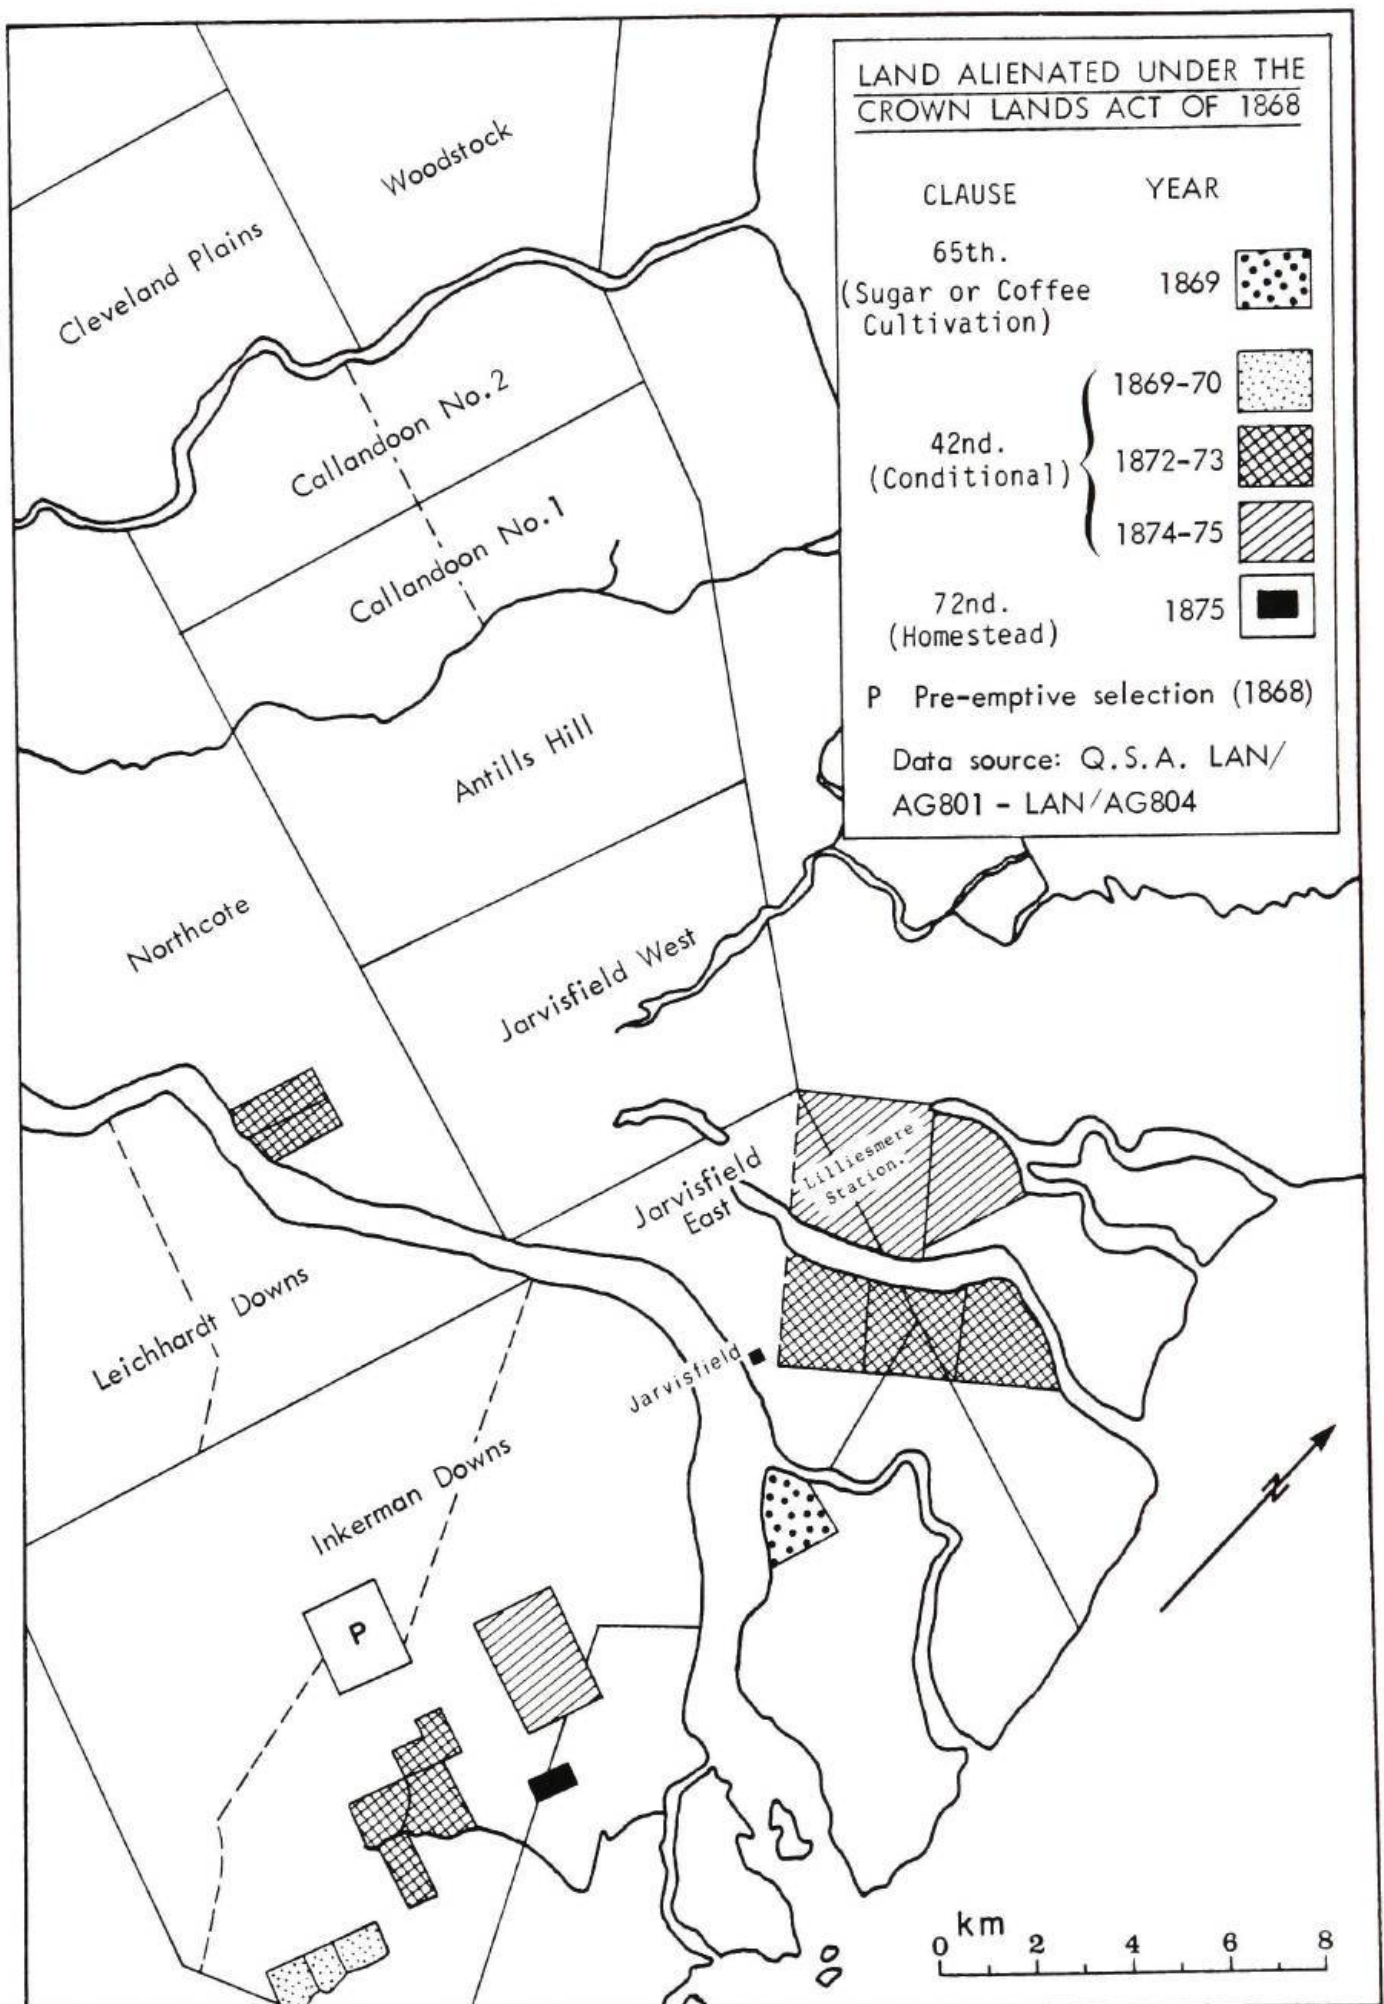 LAND ALIENATED UNDER THE
CROWN LANDS ACT OF 1868
CLAUSE YEAR
65th.
(Sugar or Coffee
Cultivation)
1869
1869-70
42nd.
(Conditional)
1872-73
1874-75
72nd.
(Homestead)
1875
P Pre-emptive selection (1868)
Data source: Q.S.A. LAN/
AG801 - LAN/AG804
Woodstock
Cleveland Plains
Callandoon No.2
Callandoon No.1
Antills Hill
Northcote
Jarvisfield West
Lilliesmere
Station.
Jarvisfield
East
Leichhardt Downs
Jarvisfield
Inkerman Downs
P
N
km
0 2 4 6 8